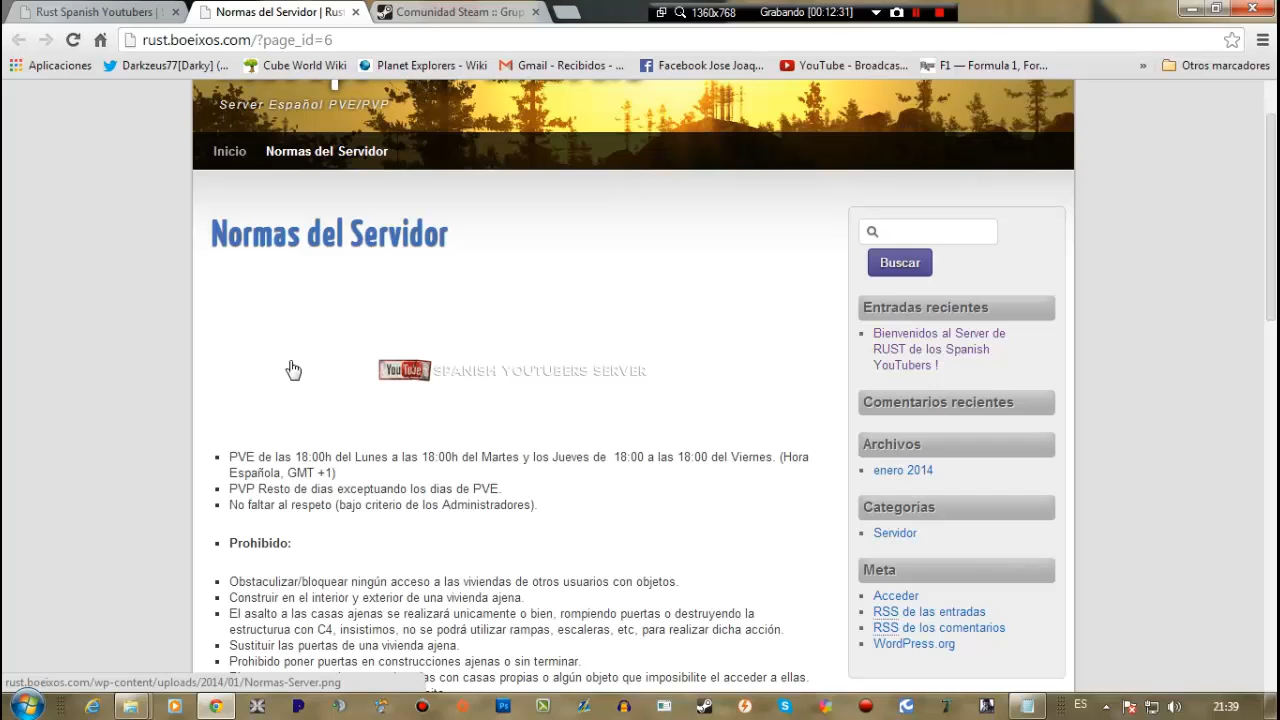 Rust Spanish Youtubers |
Normas del Servidor | Rus
Comunidad Steam :: Grup
1360x768
Grabando [00:12:31]
rust.boeixos.com/?page_id=6
Aplicaciones
Darkzeus77[Darky] (...
Cube World Wiki
Planet Explorers - Wiki
Gmail - Recibidos - ...
Facebook Jose Joaq...
YouTube - Broadcas...
F1 — Formula 1, For...
»
Otros marcadores
Server Español PVE/PVP
Inicio
Normas del Servidor
Normas del Servidor
Buscar
Entradas recientes
Bienvenidos al Server de
RUST de los Spanish
YouTubers !
Comentarios recientes
Archivos
enero 2014
Categorias
Servidor
Meta
Acceder
RSS de las entradas
RSS de los comentarios
WordPress.org
YouTube SPANISH YOUTUBERS SERVER
PVE de las 18:00h del Lunes a las 18:00h del Martes y los Jueves de 18:00 a las 18:00 del Viernes. (Hora
Española, GMT +1)
PVP Resto de dias exceptuando los dias de PVE.
No faltar al respeto (bajo criterio de los Administradores).
Prohibido:
Obstaculizar/bloquear ningún acceso a las viviendas de otros usuarios con objetos.
Construir en el interior y exterior de una vivienda ajena.
El asalto a las casas ajenas se realizará unicamente o bien, rompiendo puertas o destruyendo la
estructurua con C4, insistimos, no se podrá utilizar rampas, escaleras, etc, para realizar dicha acción.
Sustituir las puertas de una vivienda ajena.
Prohibido poner puertas en construcciones ajenas o sin terminar.
con casas propias o algún objeto que imposibilite el acceder a ellas.
rust.boeixos.com/wp-content/uploads/2014/01/Normas-Server.png
ES
21:39